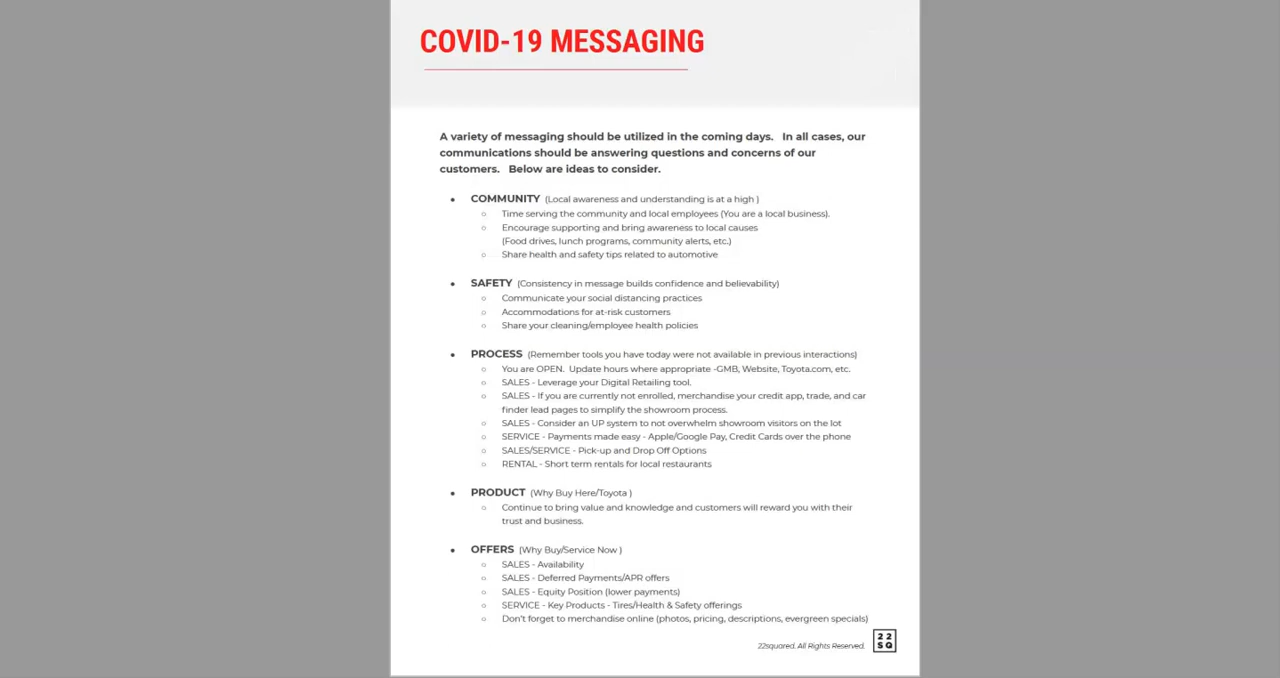 COVID-19 MESSAGING
A variety of messaging should be utilized in the coming days. In all cases, our
communications should be answering questions and concerns of our
customers. Below are ideas to consider.
• COMMUNITY (Local awareness and understanding is at a high )
○ Time serving the community and local employees (You are a local business).
○ Encourage supporting and bring awareness to local causes
(Food drives, lunch programs, community alerts, etc.)
○ Share health and safety tips related to automotive
• SAFETY (Consistency in message builds confidence and believability)
○ Communicate your social distancing practices
○ Accommodations for at-risk customers
○ Share your cleaning/employee health policies
• PROCESS (Remember tools you have today were not available in previous interactions)
○ You are OPEN. Update hours where appropriate -GMB, Website, Toyota.com, etc.
○ SALES - Leverage your Digital Retailing tool.
○ SALES - If you are currently not enrolled, merchandise your credit app, trade, and car
finder lead pages to simplify the showroom process.
○ SALES - Consider an UP system to not overwhelm showroom visitors on the lot
○ SERVICE - Payments made easy - Apple/Google Pay, Credit Cards over the phone
○ SALES/SERVICE - Pick-up and Drop Off Options
○ RENTAL - Short term rentals for local restaurants
• PRODUCT (Why Buy Here/Toyota )
○ Continue to bring value and knowledge and customers will reward you with their
trust and business.
• OFFERS (Why Buy/Service Now )
○ SALES - Availability
○ SALES - Deferred Payments/APR offers
○ SALES - Equity Position (lower payments)
○ SERVICE - Key Products - Tires/Health & Safety offerings
○ Don't forget to merchandise online (photos, pricing, descriptions, evergreen specials)
22squared. All Rights Reserved.
22
SQ